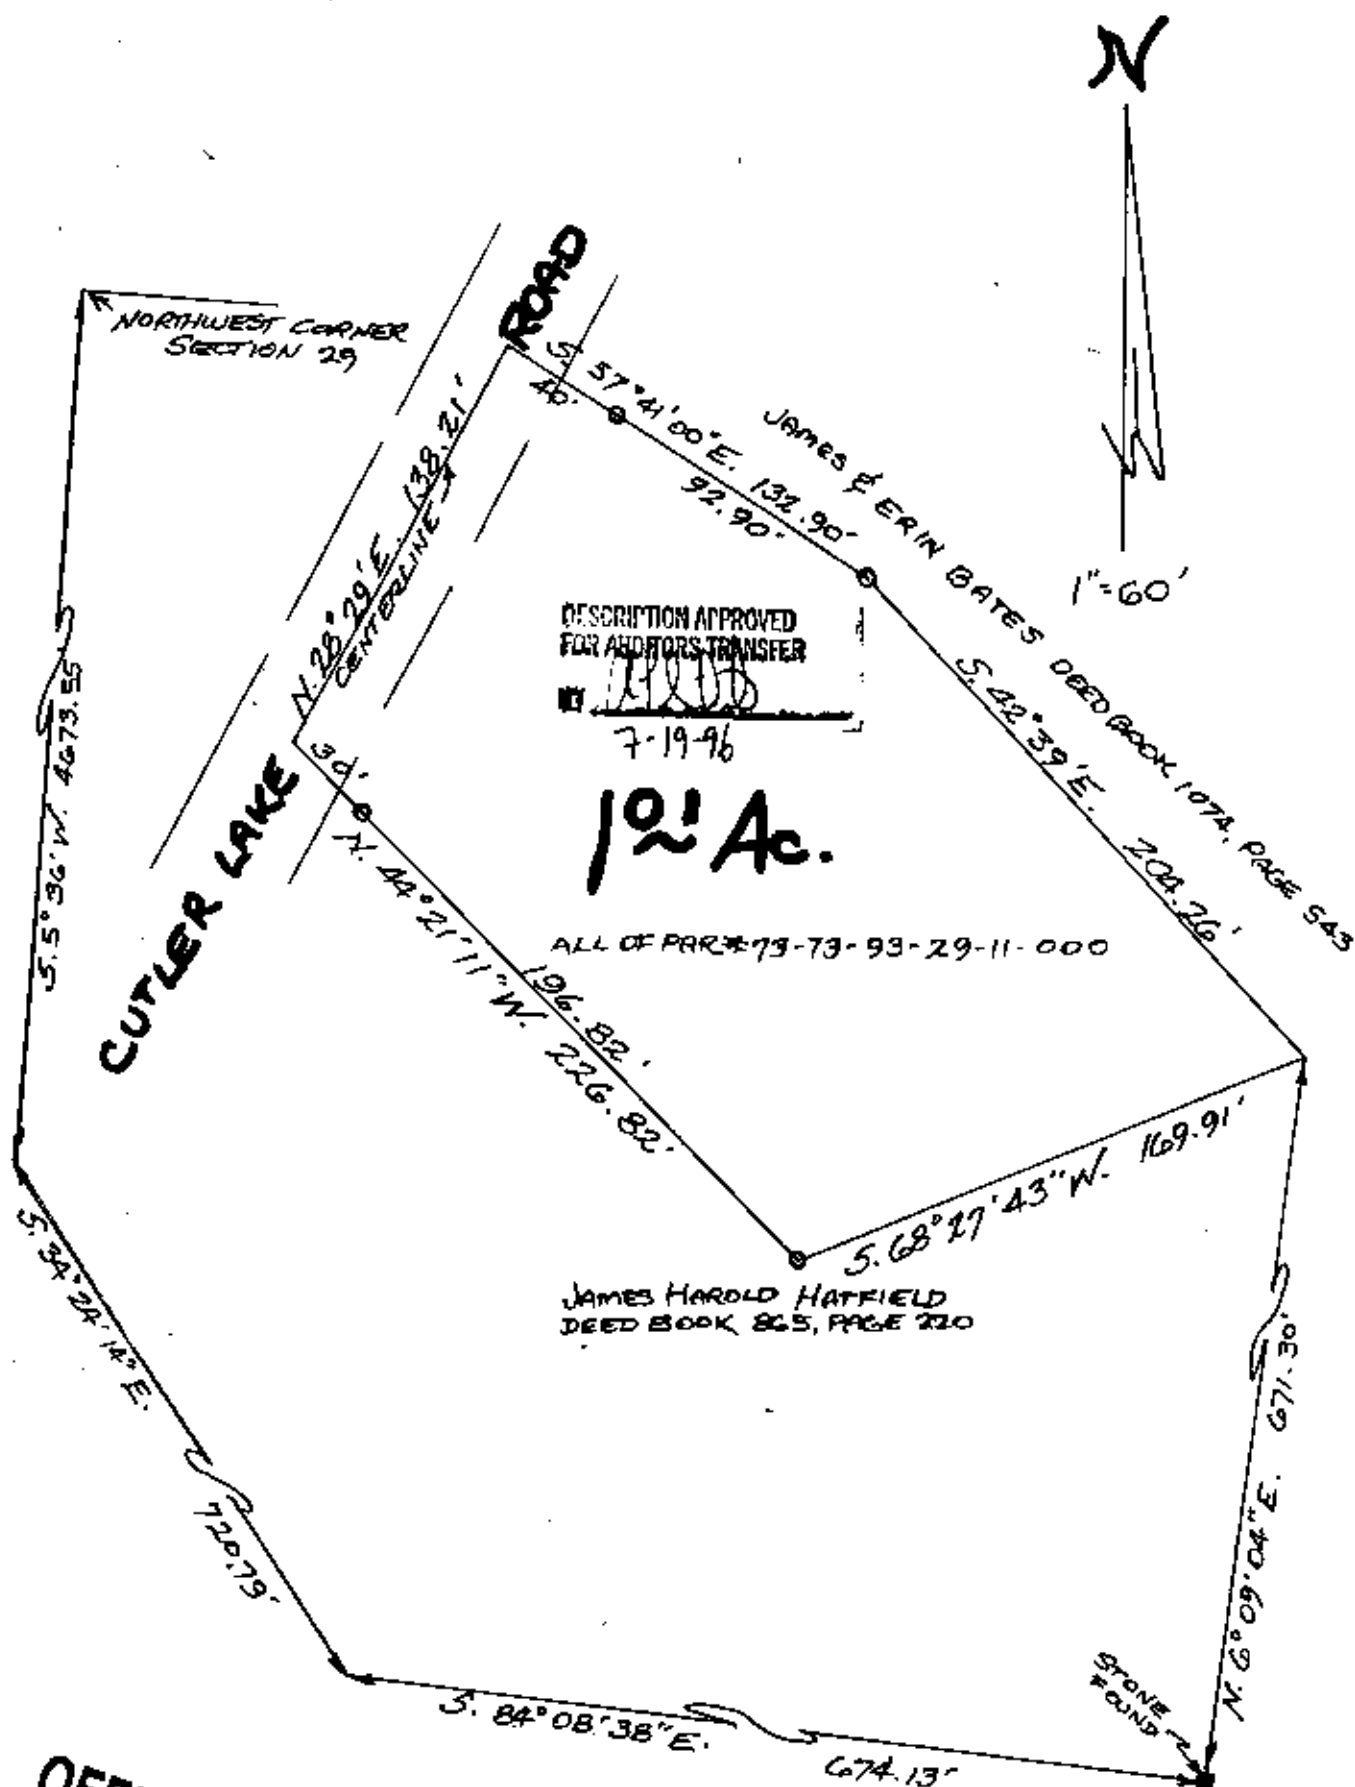 N
ROAD
NORTHWEST CORNER
SECTION 29
S. 57°41'00"E. 132.90'
40'
92.90'
JAMES & ERIN BATES DEED BOOK 1074, PAGE 543
1"=60'
N. 28°29'E. 138.21'
CENTERLINE
DESCRIPTION APPROVED
FOR AUDITORS TRANSFER
BY
7-19-96
S. 42°39'E. 204.26'
S. 5°36'W. 4673.55
30'
CUTLER LAKE
1.01 Ac.
ALL OF PAR# 73-73-93-29-11-000
N. 44°21'11"W. 226.82'
196.82'
S. 68°27'43"W. 169.91'
JAMES HAROLD HATFIELD
DEED BOOK 865, PAGE 220
S. 34°24'14"E.
720.79'
N. 6°09'04"E. 671.30'
STONE
FOUND
S. 84°08'38"E.
674.13'